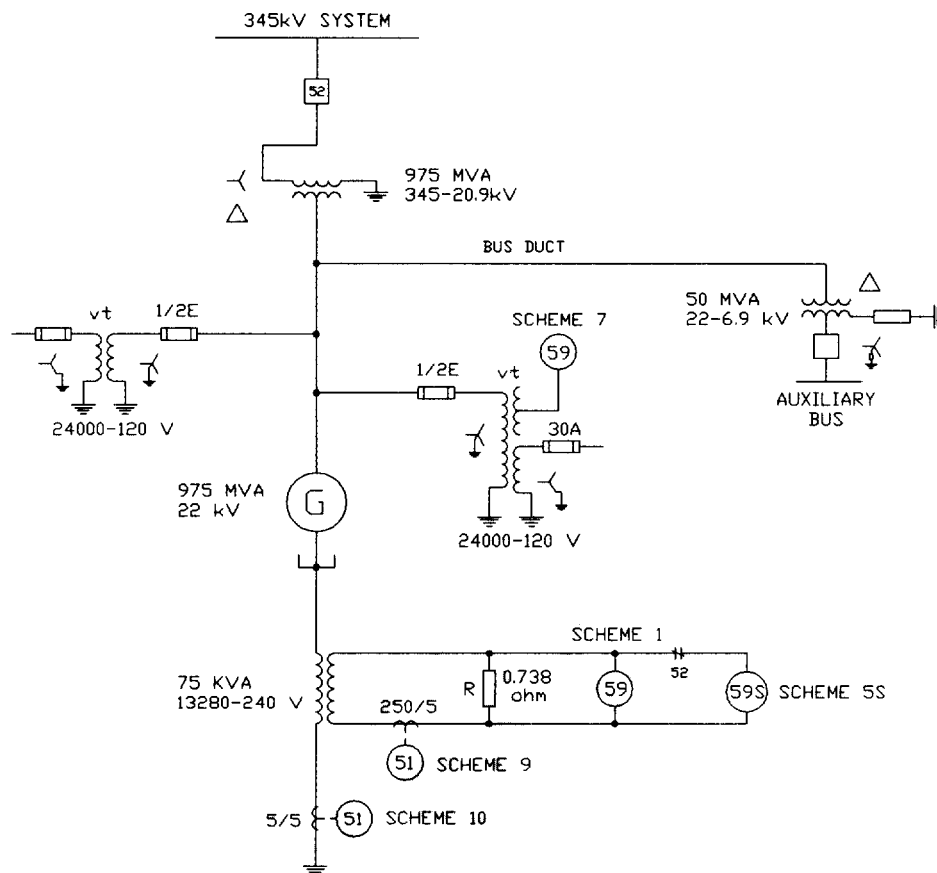 345kV SYSTEM
52
975 MVA
345-20.9kV
BUS DUCT
50 MVA
22-6.9 kV
AUXILIARY
BUS
vt
1/2E
24000-120 V
SCHEME 7
59
1/2E
vt
30A
24000-120 V
975 MVA
22 kV
G
SCHEME 1
75 KVA
13280-240 V
R
0.738
ohm
59
52
59S
SCHEME 5S
250/5
51
SCHEME 9
5/5
51
SCHEME 10